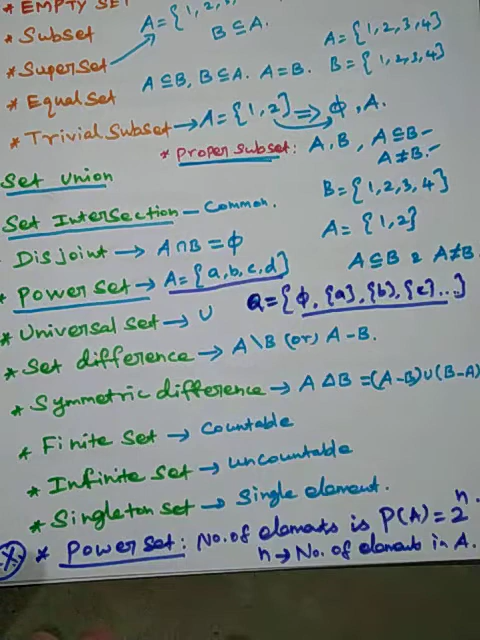 * EMPTY SET
* Subset
A = {1, 2, 3,
B ⊆ A.
* Superset
A = {1, 2, 3, 4}
A ⊆ B, B ⊆ A. A = B. B = {1, 2, 3, 4}
* Equal Set
* Trivial Subset → A = {1, 2} ⇒ ϕ, A.
* Proper subset: A, B, A ⊆ B
A ≠ B.
Set Union
B = {1, 2, 3, 4}
Set Intersection – Common.
A = {1, 2}
Disjoint → A ∩ B = ϕ
A ⊆ B & A ≠ B.
* Power Set → A = {a, b, c, d}
Q = {ϕ, {a}, {b}, {c} ...}
* Universal Set → U
* Set difference → A \ B (or) A – B.
* Symmetric difference → A Δ B = (A – B) ∪ (B – A)
* Finite Set → Countable
* Infinite Set → uncountable
* Singleton set → Single element.
* Power set: No. of elements is P(A) = 2^n.
n → No. of elements in A.